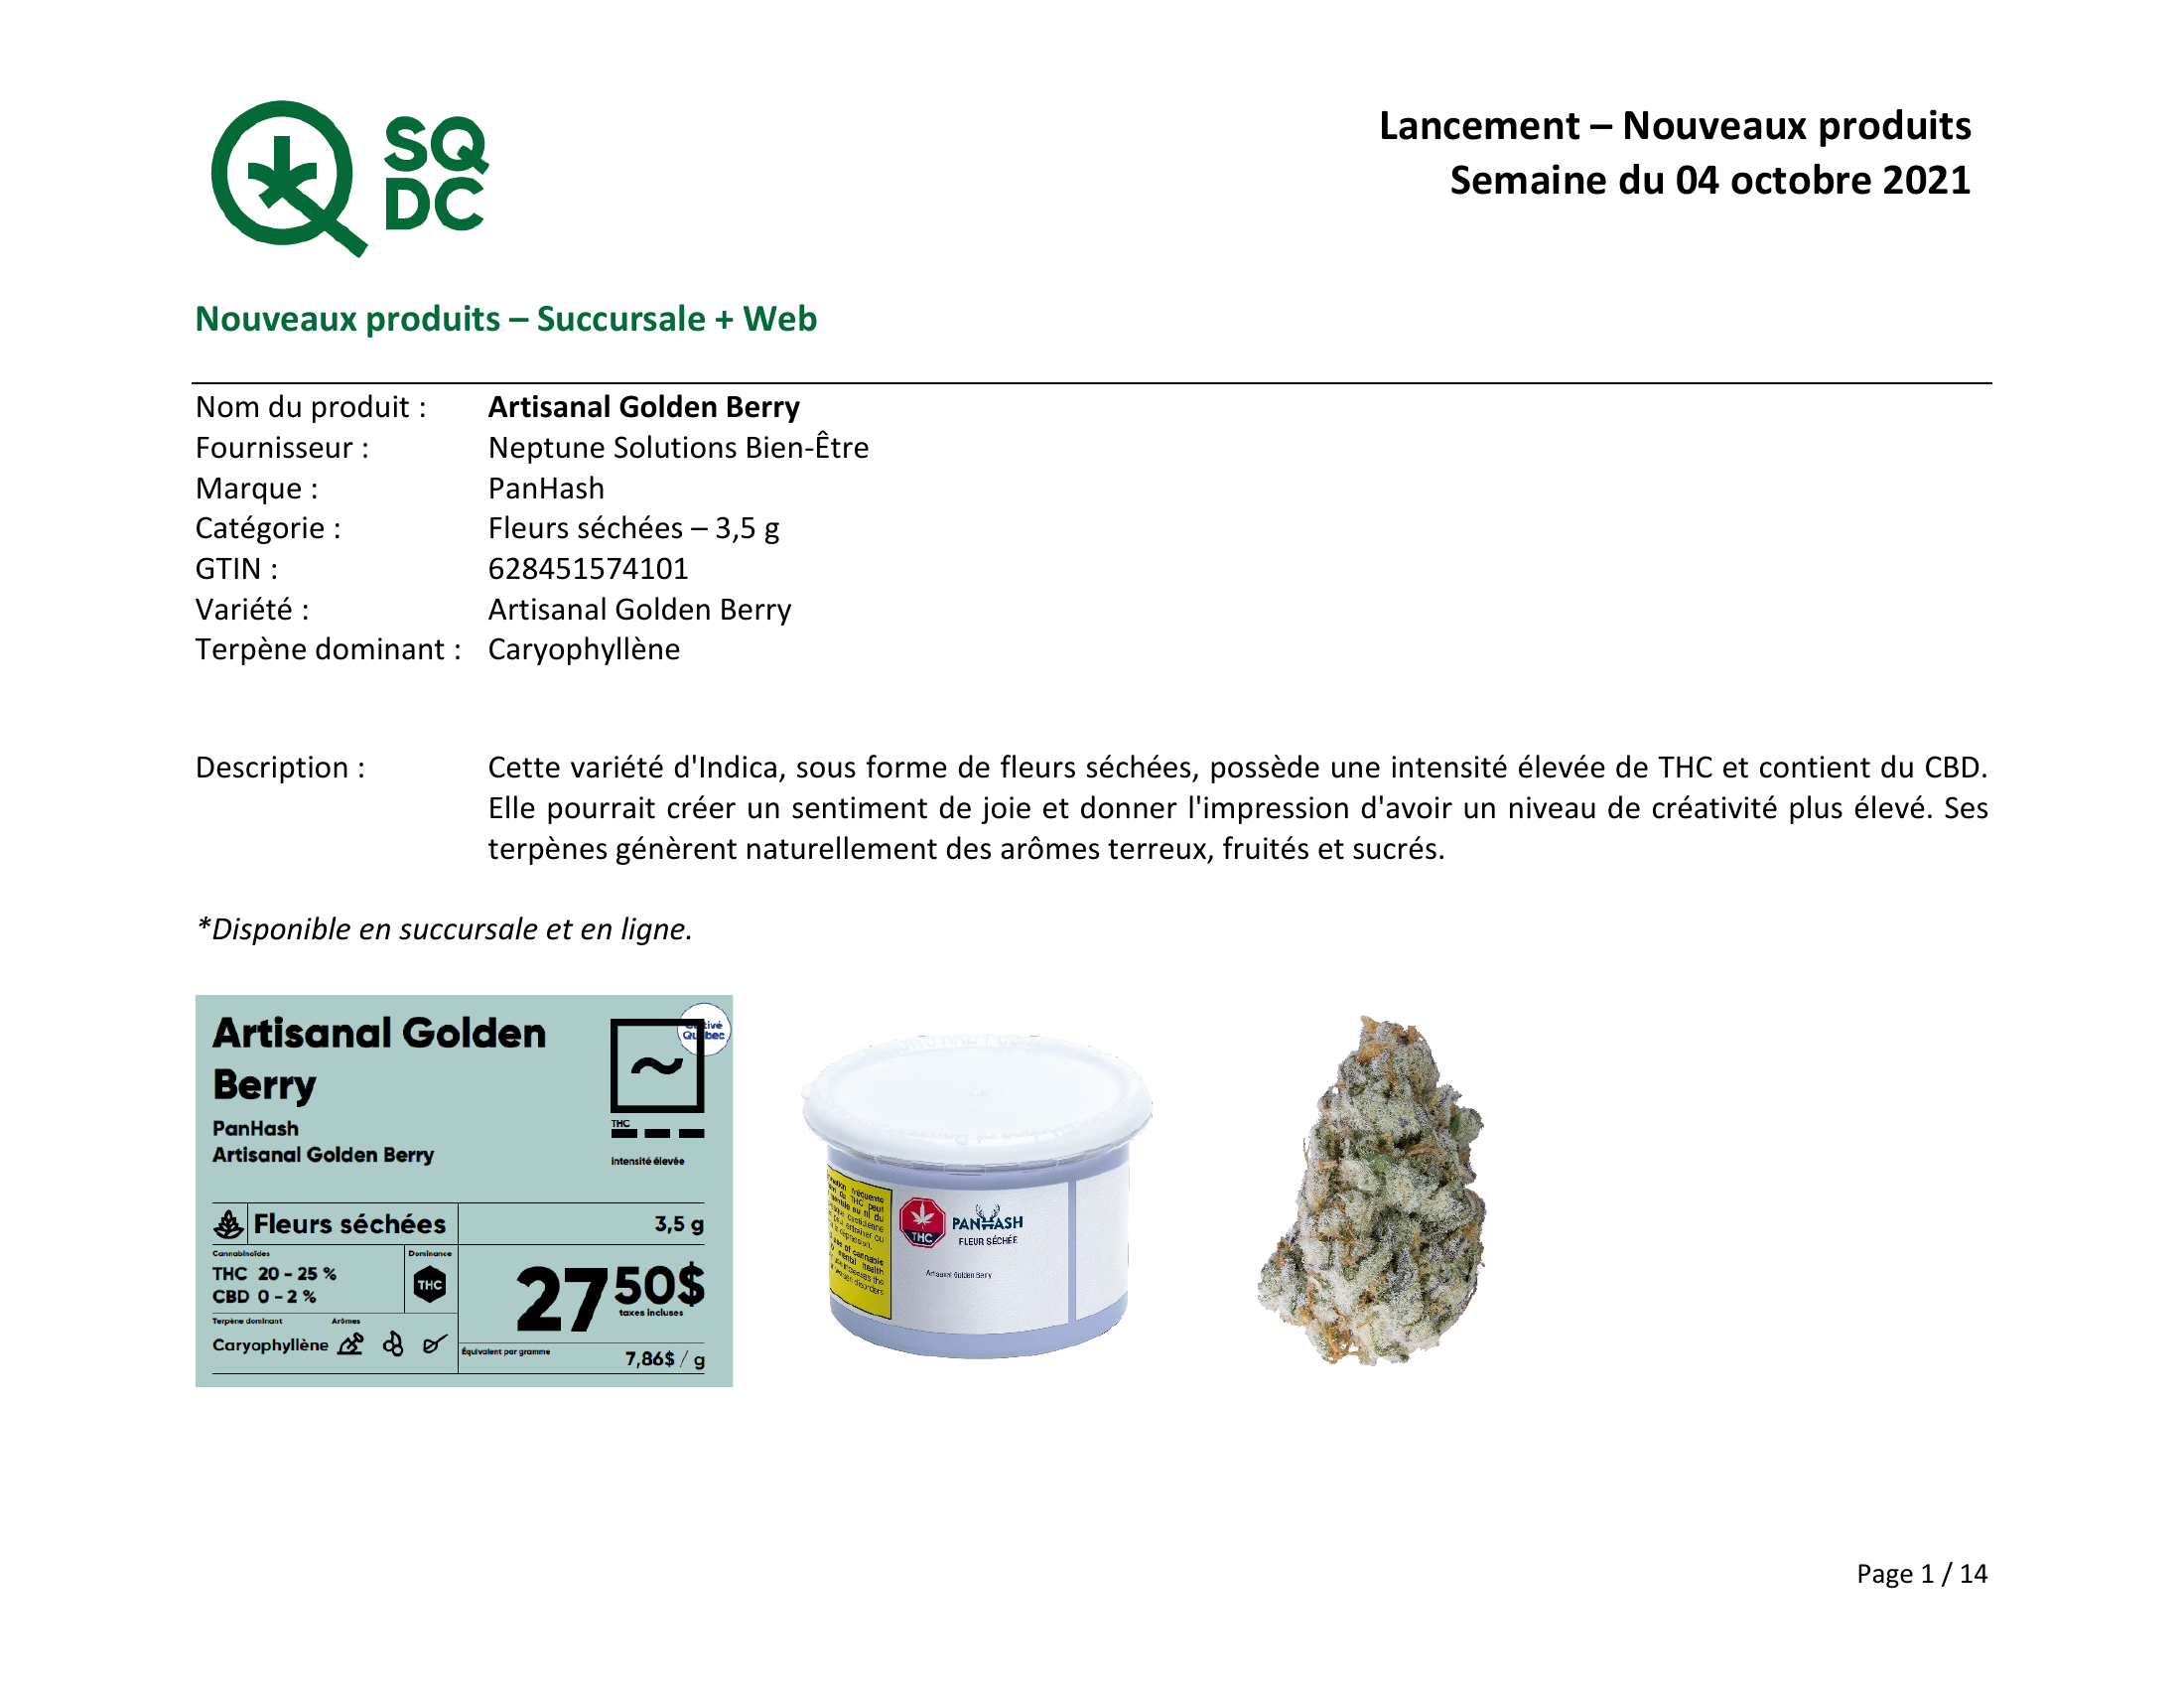 SQ
DC
Lancement – Nouveaux produits
Semaine du 04 octobre 2021
Nouveaux produits – Succursale + Web
Nom du produit : Artisanal Golden Berry
Fournisseur : Neptune Solutions Bien-Être
Marque : PanHash
Catégorie : Fleurs séchées – 3,5 g
GTIN : 628451574101
Variété : Artisanal Golden Berry
Terpène dominant : Caryophyllène
Description : Cette variété d'Indica, sous forme de fleurs séchées, possède une intensité élevée de THC et contient du CBD.
Elle pourrait créer un sentiment de joie et donner l'impression d'avoir un niveau de créativité plus élevé. Ses
terpènes génèrent naturellement des arômes terreux, fruités et sucrés.
*Disponible en succursale et en ligne.
Artisanal Golden
Berry
PanHash
Artisanal Golden Berry
THC
Intensité élevée
Fleurs séchées 3,5 g
Cannabinoïdes
Dominance
THC 20 - 25 %
CBD 0 - 2 %
THC
27 50$
taxes incluses
Terpène dominant Arômes
Caryophyllène
Équivalent par gramme
7,86$ / g
THC
PANHASH
FLEUR SÉCHÉE
Artisanal Golden Berry
fréquente
THC peut
of cannabis
mental health
Page 1 / 14